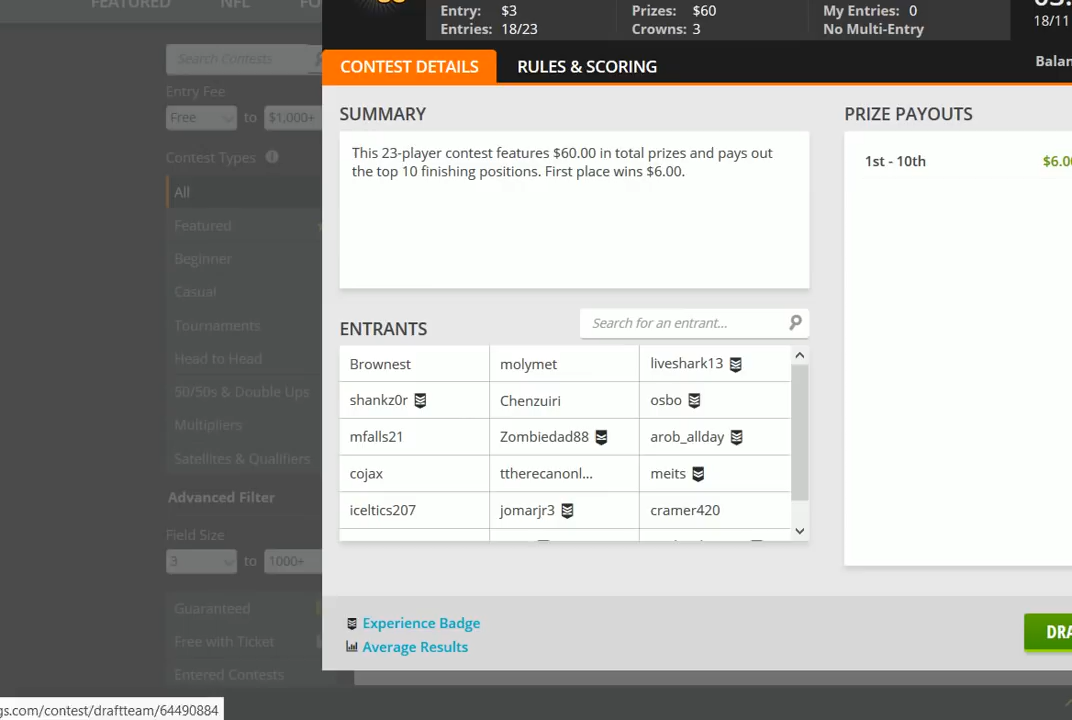 FEATURED NFL
Search Contests
Entry Fee
Free to $1,000+
Contest Types
All
Featured
Beginner
Casual
Tournaments
Head to Head
50/50s & Double Ups
Multipliers
Satellites & Qualifiers
Advanced Filter
Field Size
3 to 1000+
Guaranteed
Free with Ticket
Entered Contests
Entry: $3 Prizes: $60 My Entries: 0
Entries: 18/23 Crowns: 3 No Multi-Entry
18/11
Balan
CONTEST DETAILS RULES & SCORING
SUMMARY
This 23-player contest features $60.00 in total prizes and pays out
the top 10 finishing positions. First place wins $6.00.
PRIZE PAYOUTS
1st - 10th $6.00
ENTRANTS
Search for an entrant...
Brownest molymet liveshark13
shankz0r Chenzuiri osbo
mfalls21 Zombiedad88 arob_allday
cojax ttherecanonl... meits
iceltics207 jomarjr3 cramer420
Experience Badge
Average Results
DRA
gs.com/contest/draftteam/64490884